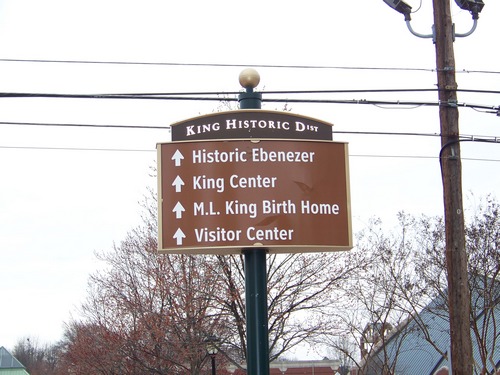 KING HISTORIC DIST
Historic Ebenezer
King Center
M.L. King Birth Home
Visitor Center